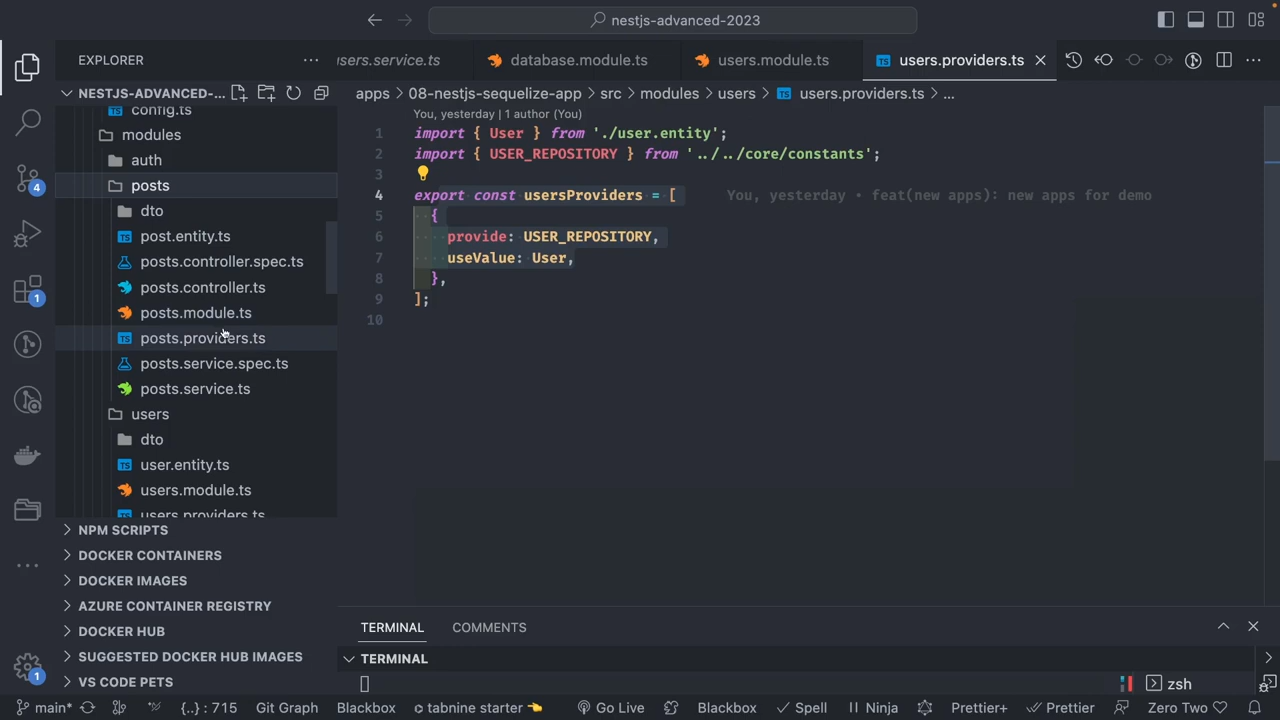 nestjs-advanced-2023
EXPLORER
users.service.ts
database.module.ts
users.module.ts
users.providers.ts
NESTJS-ADVANCED-...
apps > 08-nestjs-sequelize-app > src > modules > users > users.providers.ts > ...
config.ts
modules
auth
posts
dto
post.entity.ts
posts.controller.spec.ts
posts.controller.ts
posts.module.ts
posts.providers.ts
posts.service.spec.ts
posts.service.ts
users
dto
user.entity.ts
users.module.ts
users.providers.ts
NPM SCRIPTS
DOCKER CONTAINERS
DOCKER IMAGES
AZURE CONTAINER REGISTRY
DOCKER HUB
SUGGESTED DOCKER HUB IMAGES
VS CODE PETS
4
1
1
You, yesterday | 1 author (You)
1 import { User } from './user.entity';
2 import { USER_REPOSITORY } from '../../core/constants';
3
4 export const usersProviders = [ You, yesterday • feat(new apps): new apps for demo
5 {
6 provide: USER_REPOSITORY,
7 useValue: User,
8 },
9 ];
10
TERMINAL
COMMENTS
TERMINAL
zsh
main* {..} : 715 Git Graph Blackbox tabnine starter Go Live Blackbox Spell Ninja Prettier+ Prettier Zero Two